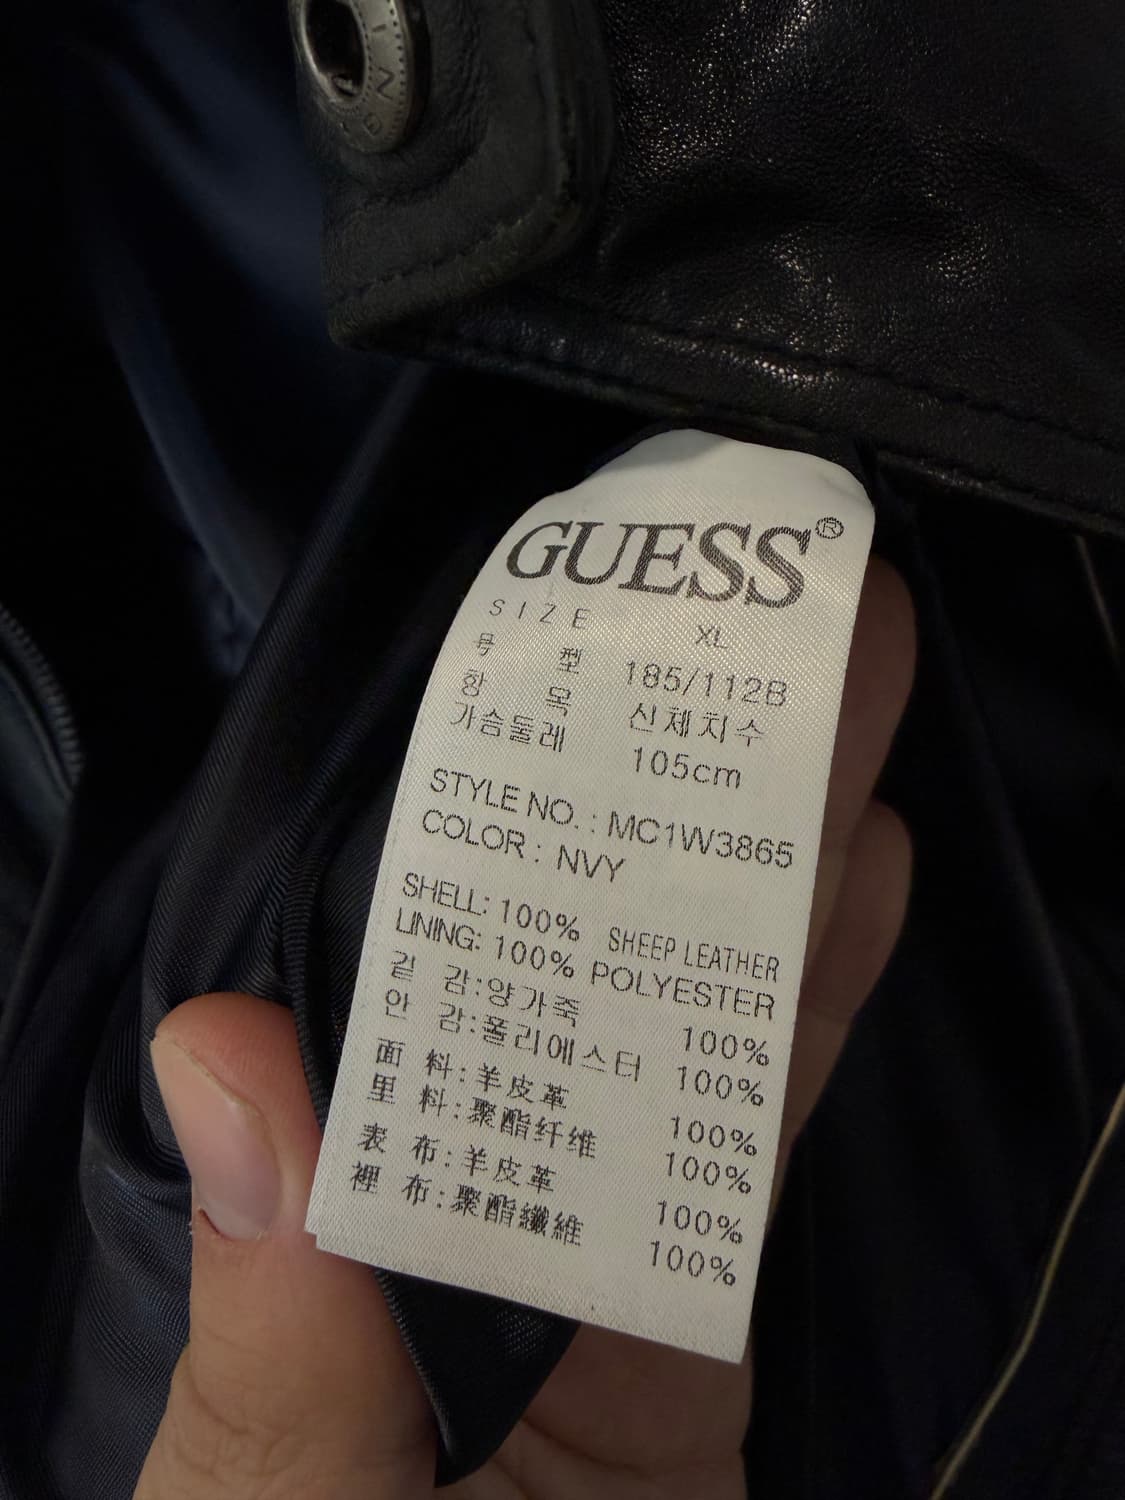 GUESS®
SIZE XL
호 형 185/112B
항 목 신체치수
가슴둘레 105cm
STYLE NO. : MC1W3865
COLOR : NVY
SHELL: 100% SHEEP LEATHER
LINING: 100% POLYESTER
겉 감:양가죽 100%
안 감:폴리에스터 100%
面 料:羊皮革 100%
里 料:聚酯纤维 100%
表 布:羊皮革 100%
裡 布:聚酯纖維 100%